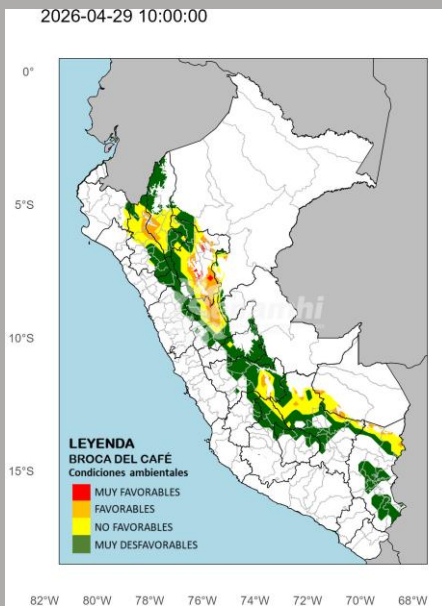 2026-04-29 10:00:00
0°
5°S
10°S
15°S
senamhi
LEYENDA
BROCA DEL CAFÉ
Condiciones ambientales
MUY FAVORABLES
FAVORABLES
NO FAVORABLES
MUY DESFAVORABLES
82°W 80°W 78°W 76°W 74°W 72°W 70°W 68°W